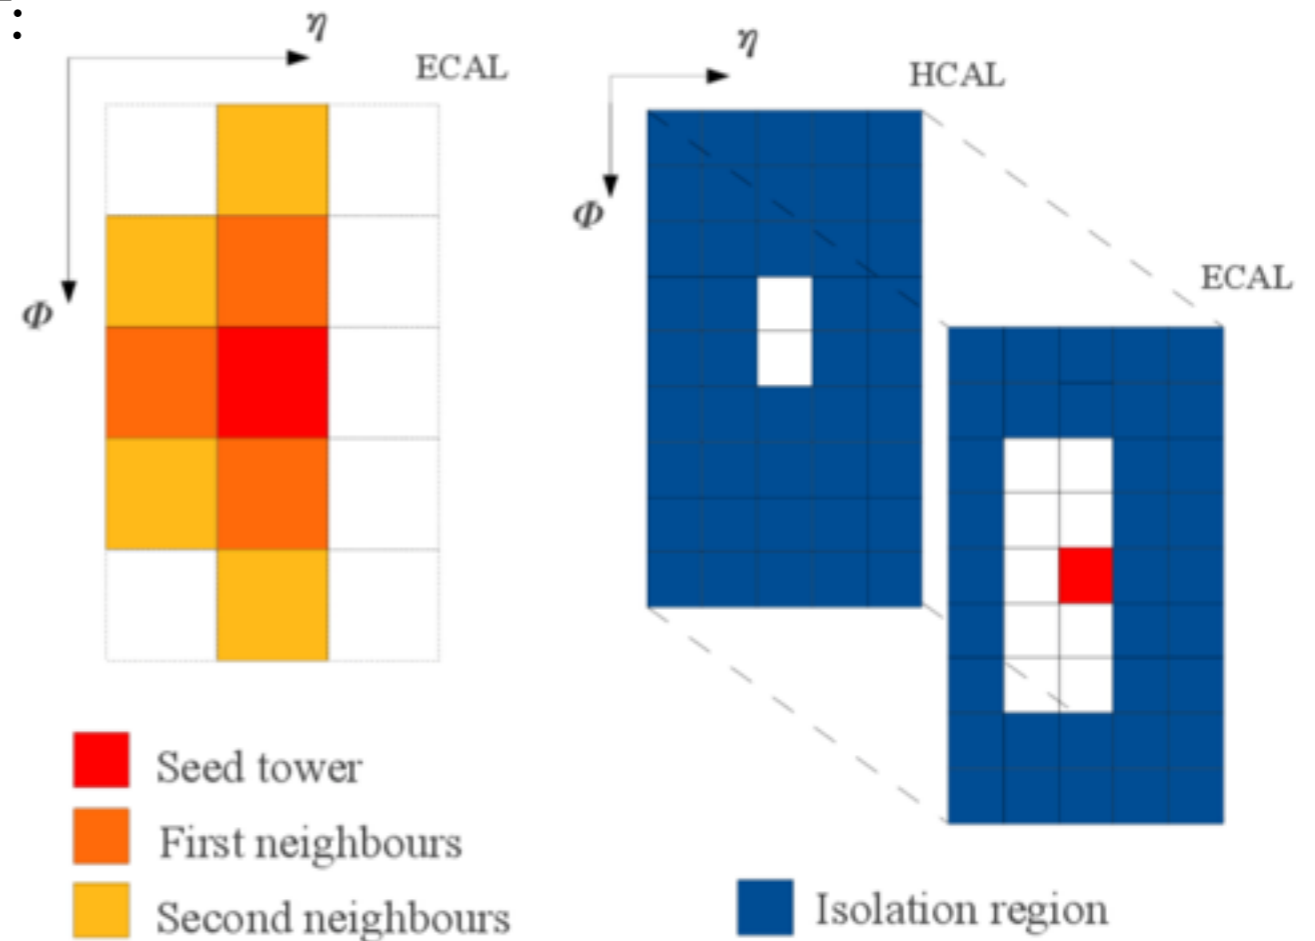 :
η
ECAL
Φ
η
HCAL
Φ
ECAL
Seed tower
First neighbours
Second neighbours
Isolation region